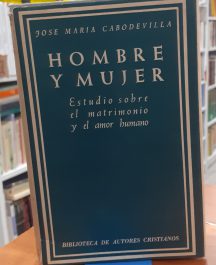 JOSE MARIA CABODEVILLA
HOMBRE
Y MUJER
Estudio sobre
el matrimonio
y el amor humano
BIBLIOTECA DE AUTORES CRISTIANOS